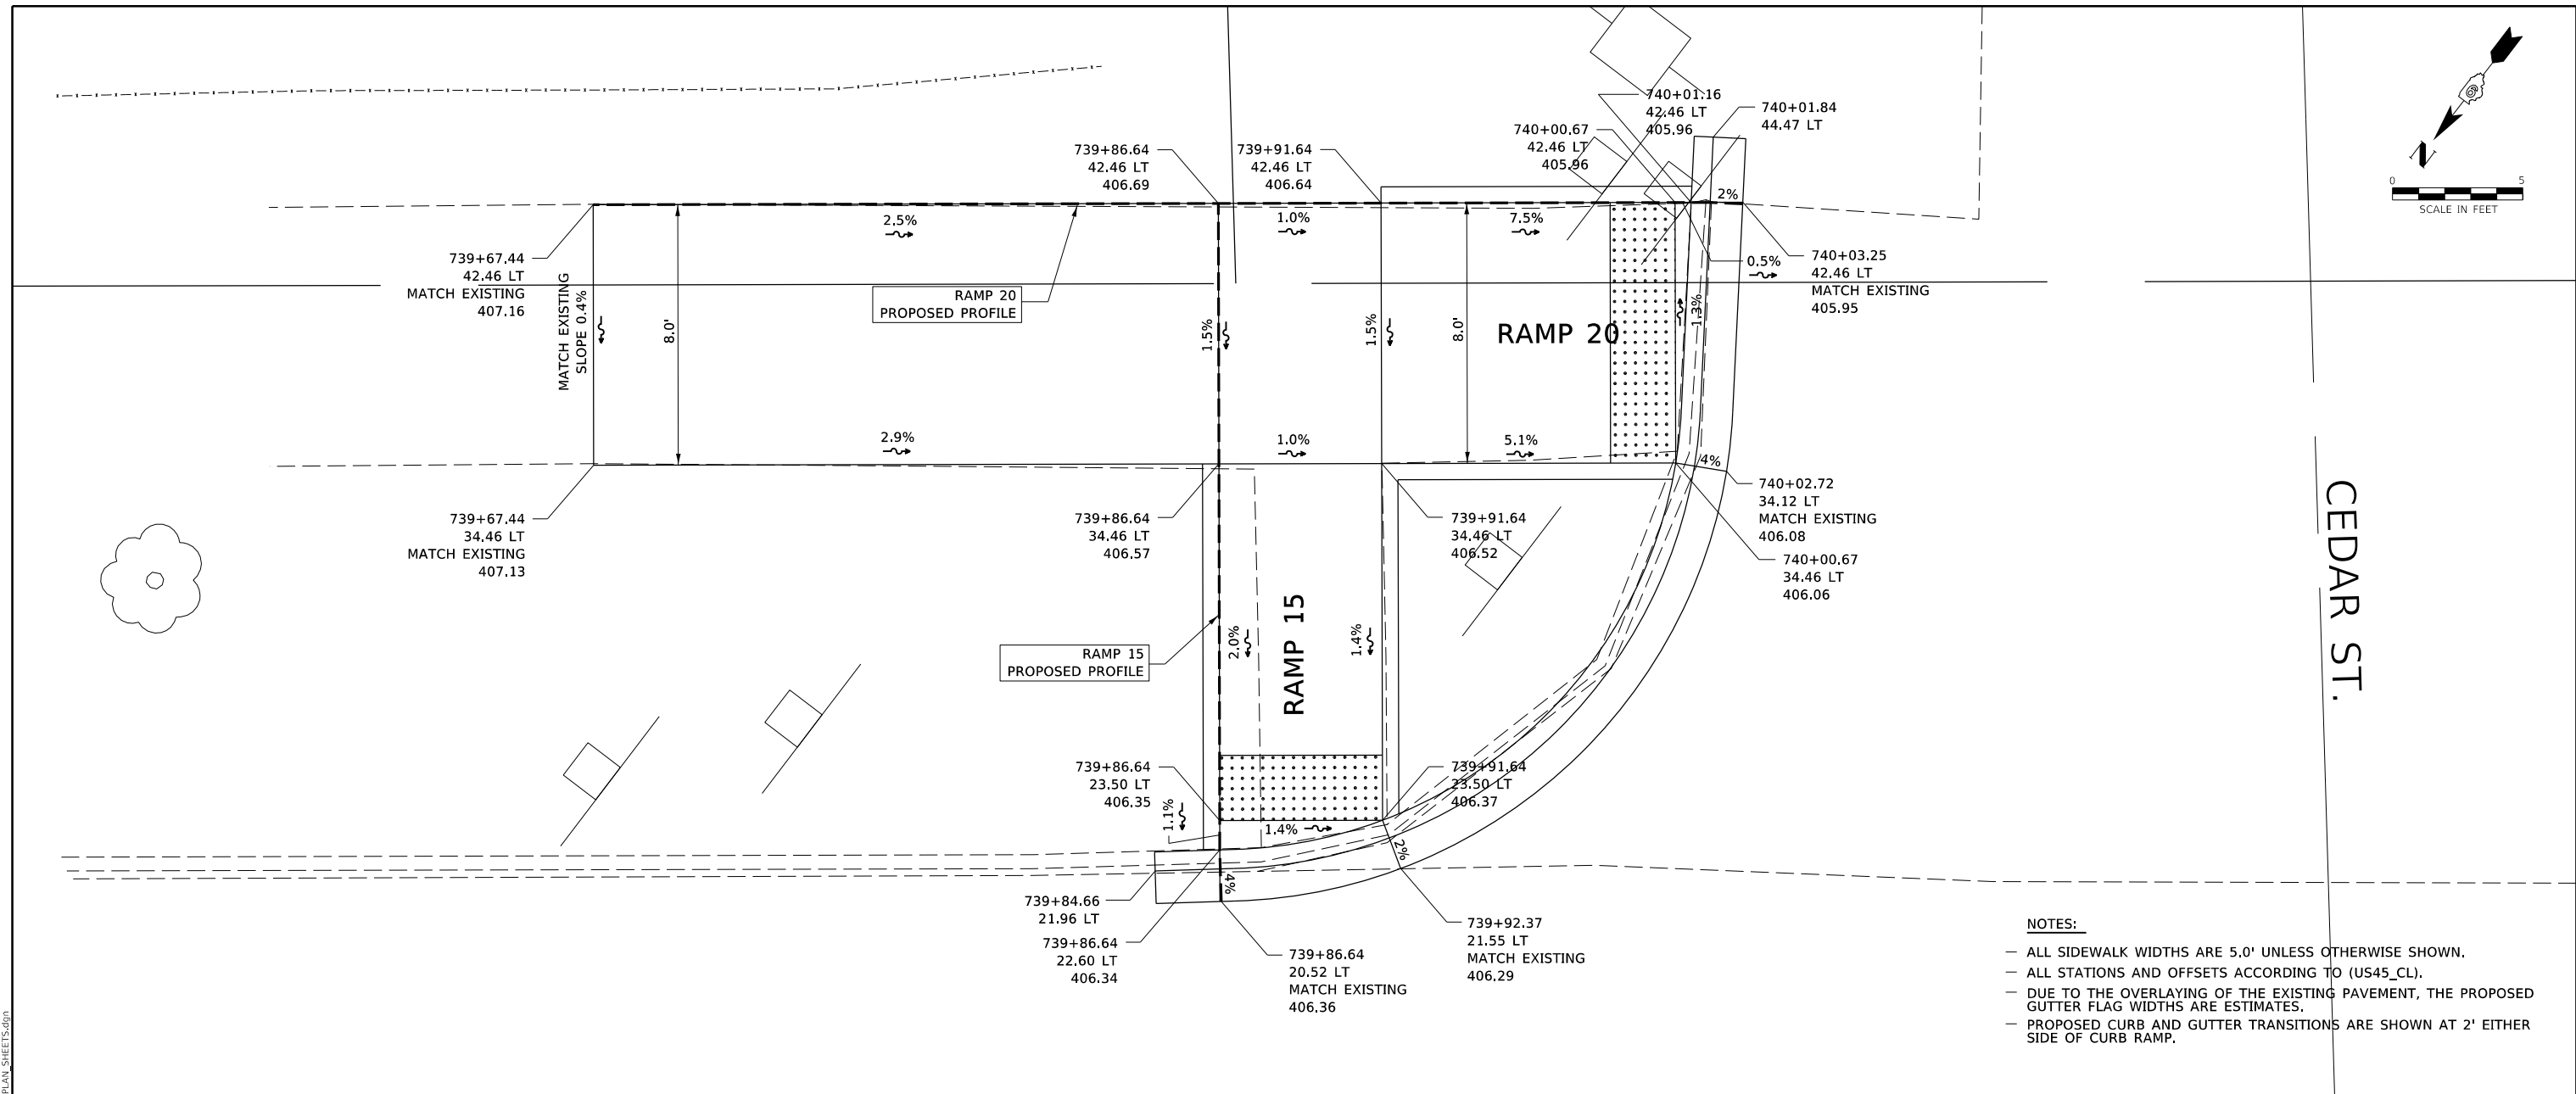 740+01.16
42.46 LT
405.96
740+01.84
44.47 LT
740+00.67
42.46 LT
405.96
739+86.64
42.46 LT
406.69
739+91.64
42.46 LT
406.64
2%
0 5
SCALE IN FEET
N
2.5%
1.0%
7.5%
739+67.44
42.46 LT
MATCH EXISTING
407.16
MATCH EXISTING
SLOPE 0.4%
8.0'
RAMP 20
PROPOSED PROFILE
1.5%
1.5%
8.0'
RAMP 20
1.3%
0.5%
740+03.25
42.46 LT
MATCH EXISTING
405.95
2.9%
1.0%
5.1%
4%
740+02.72
34.12 LT
MATCH EXISTING
406.08
740+00.67
34.46 LT
406.06
739+67.44
34.46 LT
MATCH EXISTING
407.13
739+86.64
34.46 LT
406.57
739+91.64
34.46 LT
406.52
CEDAR ST.
RAMP 15
PROPOSED PROFILE
2.0%
RAMP 15
1.4%
739+86.64
23.50 LT
406.35
1.1%
1.4%
739+91.64
23.50 LT
406.37
2%
4%
739+84.66
21.96 LT
739+86.64
22.60 LT
406.34
739+86.64
20.52 LT
MATCH EXISTING
406.36
739+92.37
21.55 LT
MATCH EXISTING
406.29
NOTES:
— ALL SIDEWALK WIDTHS ARE 5.0' UNLESS OTHERWISE SHOWN.
— ALL STATIONS AND OFFSETS ACCORDING TO (US45_CL).
— DUE TO THE OVERLAYING OF THE EXISTING PAVEMENT, THE PROPOSED
GUTTER FLAG WIDTHS ARE ESTIMATES.
— PROPOSED CURB AND GUTTER TRANSITIONS ARE SHOWN AT 2' EITHER
SIDE OF CURB RAMP.
PLAN_SHEETS.dgn